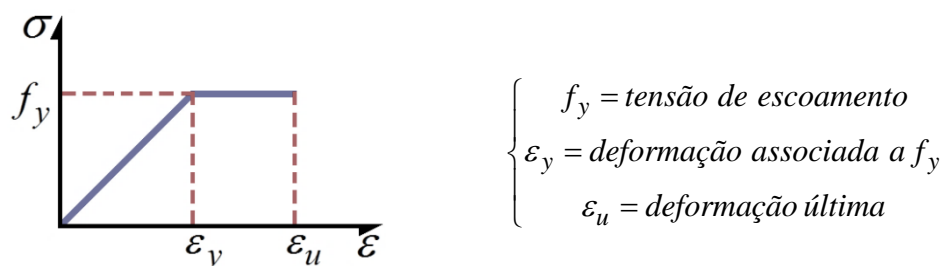 σ
f_y
ε_y ε_u ε
f_y = tensão de escoamento
ε_y = deformação associada a f_y
ε_u = deformação última